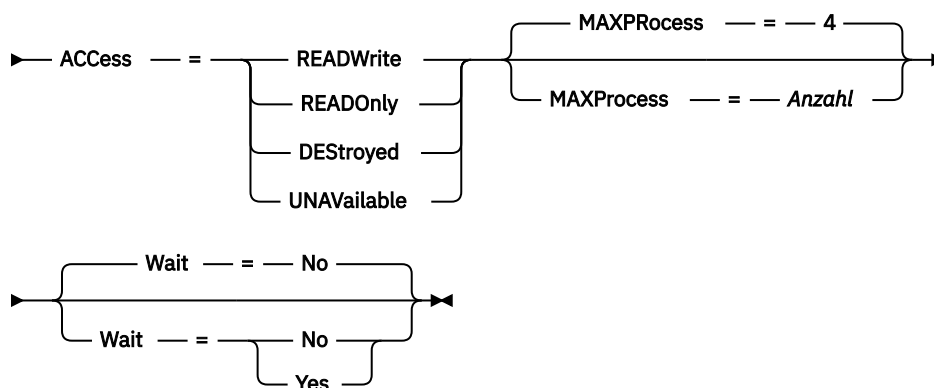 MAXPRocess = 4
ACCess = READWrite
READOnly
MAXProcess = Anzahl
DEStroyed
UNAVailable
Wait = No
Wait = No
Yes